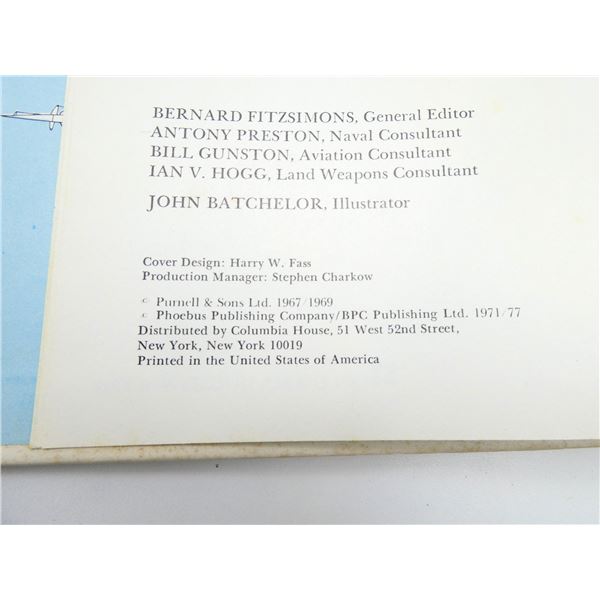 BERNARD FITZSIMONS, General Editor
ANTONY PRESTON, Naval Consultant
BILL GUNSTON, Aviation Consultant
IAN V. HOGG, Land Weapons Consultant
JOHN BATCHELOR, Illustrator
Cover Design: Harry W. Fass
Production Manager: Stephen Charkow
© Purnell & Sons Ltd. 1967/1969
© Phoebus Publishing Company/BPC Publishing Ltd. 1971/77
Distributed by Columbia House, 51 West 52nd Street,
New York, New York 10019
Printed in the United States of America